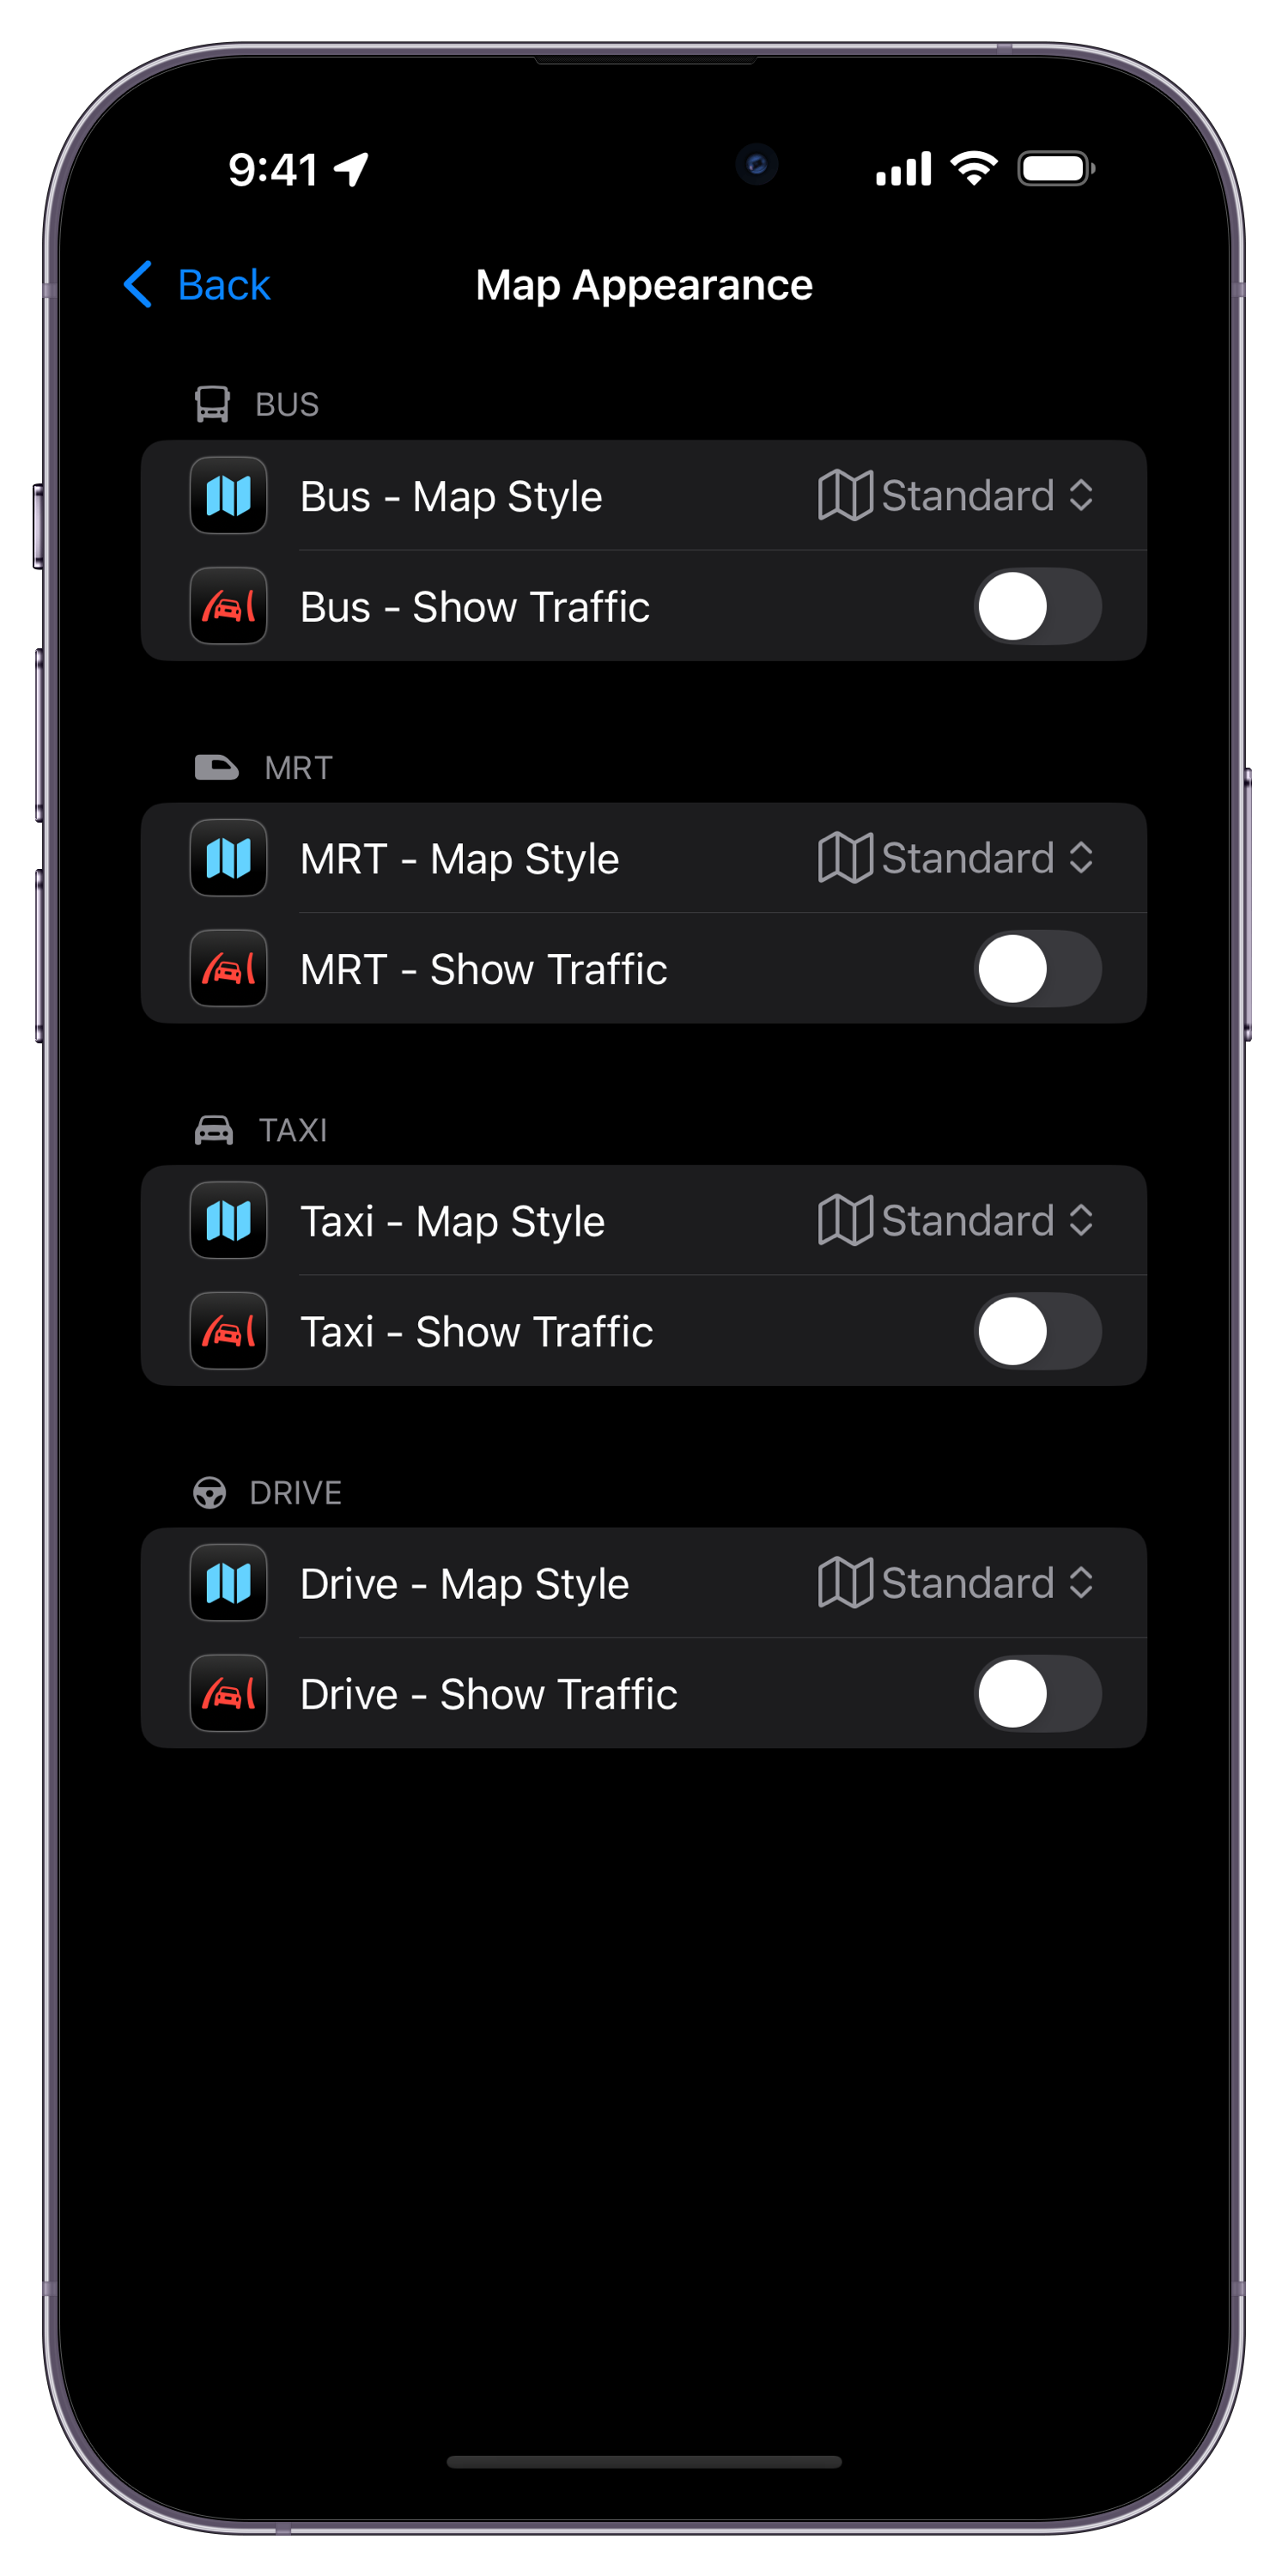 9:41
Back
Map Appearance
BUS
Bus - Map Style Standard
Bus - Show Traffic
MRT
MRT - Map Style Standard
MRT - Show Traffic
TAXI
Taxi - Map Style Standard
Taxi - Show Traffic
DRIVE
Drive - Map Style Standard
Drive - Show Traffic